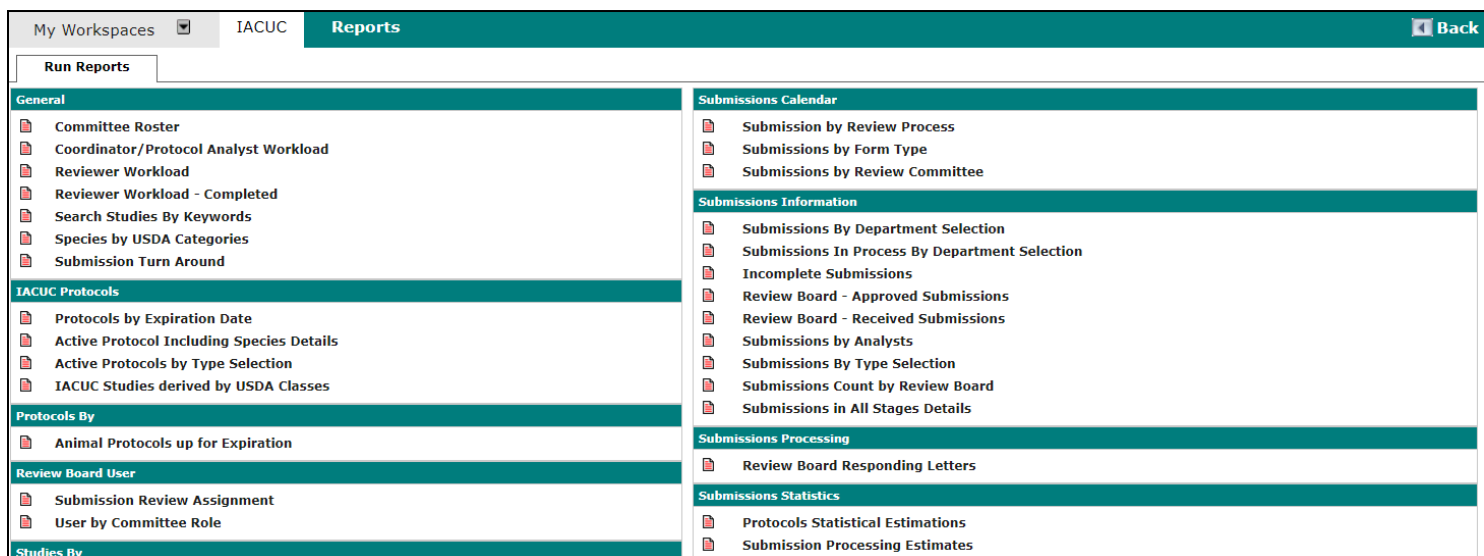 My Workspaces IACUC Reports Back
Run Reports
General
Committee Roster
Coordinator/Protocol Analyst Workload
Reviewer Workload
Reviewer Workload - Completed
Search Studies By Keywords
Species by USDA Categories
Submission Turn Around
IACUC Protocols
Protocols by Expiration Date
Active Protocol Including Species Details
Active Protocols by Type Selection
IACUC Studies derived by USDA Classes
Protocols By
Animal Protocols up for Expiration
Review Board User
Submission Review Assignment
User by Committee Role
Studies By
Submissions Calendar
Submission by Review Process
Submissions by Form Type
Submissions by Review Committee
Submissions Information
Submissions By Department Selection
Submissions In Process By Department Selection
Incomplete Submissions
Review Board - Approved Submissions
Review Board - Received Submissions
Submissions by Analysts
Submissions By Type Selection
Submissions Count by Review Board
Submissions in All Stages Details
Submissions Processing
Review Board Responding Letters
Submissions Statistics
Protocols Statistical Estimations
Submission Processing Estimates